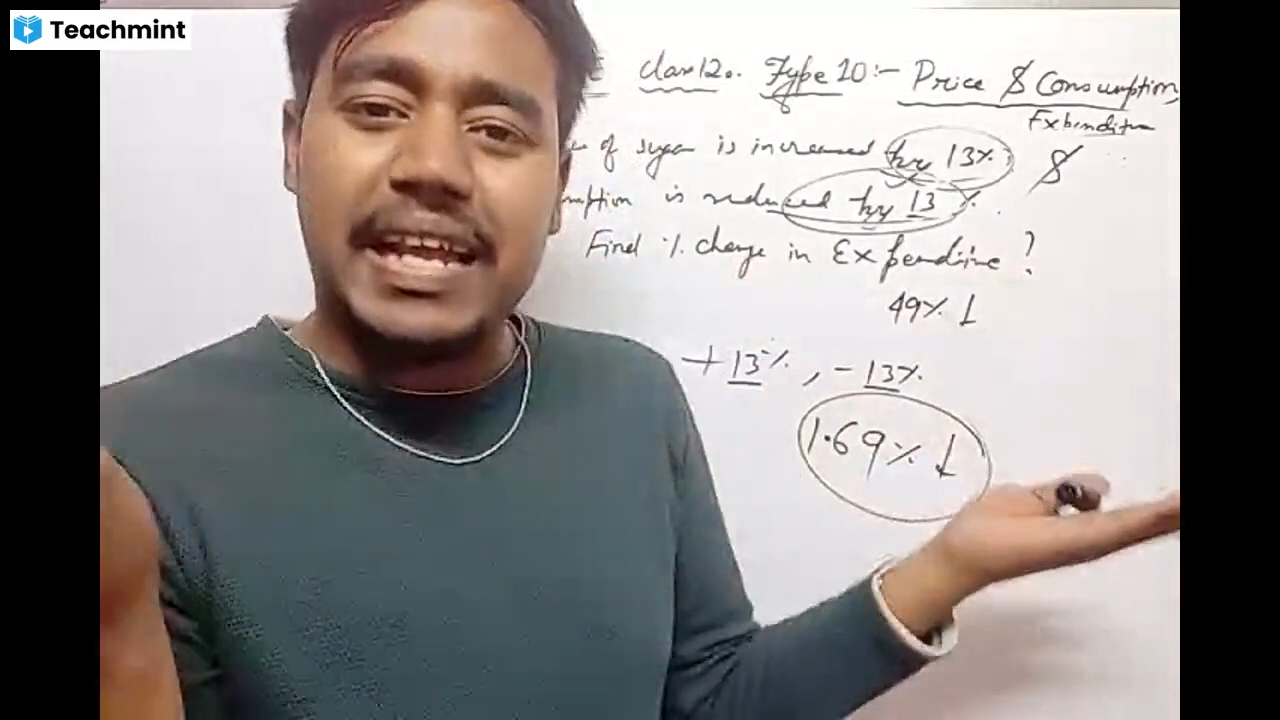 Teachmint
E Class 12. Type 10:- Price & Consumption,
Expenditure
of sugar is increased by 13% &
mption is reduced by 13%.
Find % change in Expenditure?
49% ↓
+13%, -13%
1.69% ↓